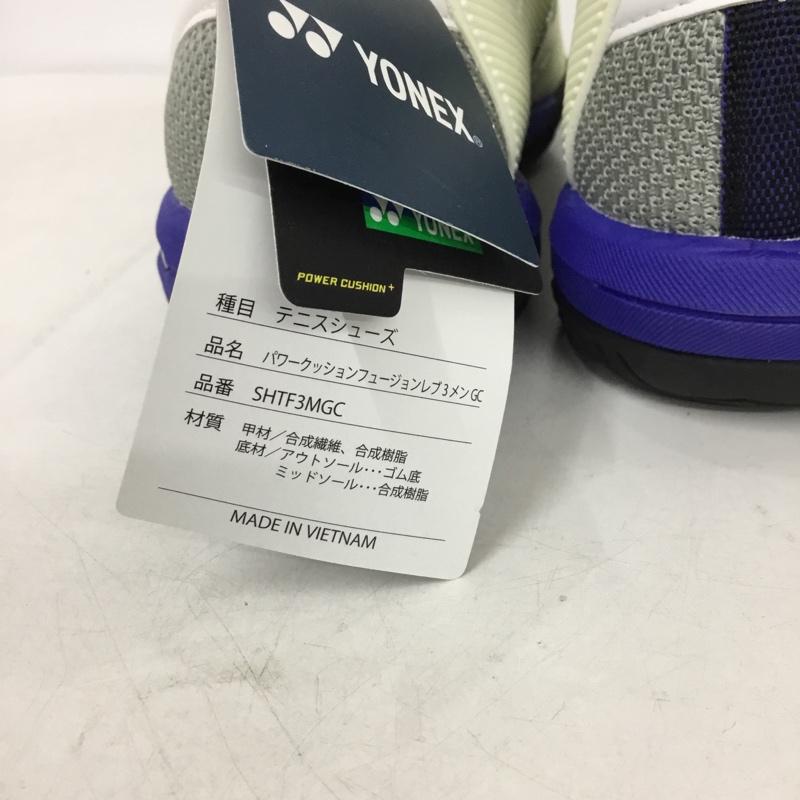 YONEX®
YONEX
POWER CUSHION+
種目 テニスシューズ
品名 パワークッションフュージョンレブ3メンGC
品番 SHTF3MGC
材質 甲材/合成繊維、合成樹脂
底材/アウトソール・・・ゴム底
ミッドソール・・・合成樹脂
MADE IN VIETNAM